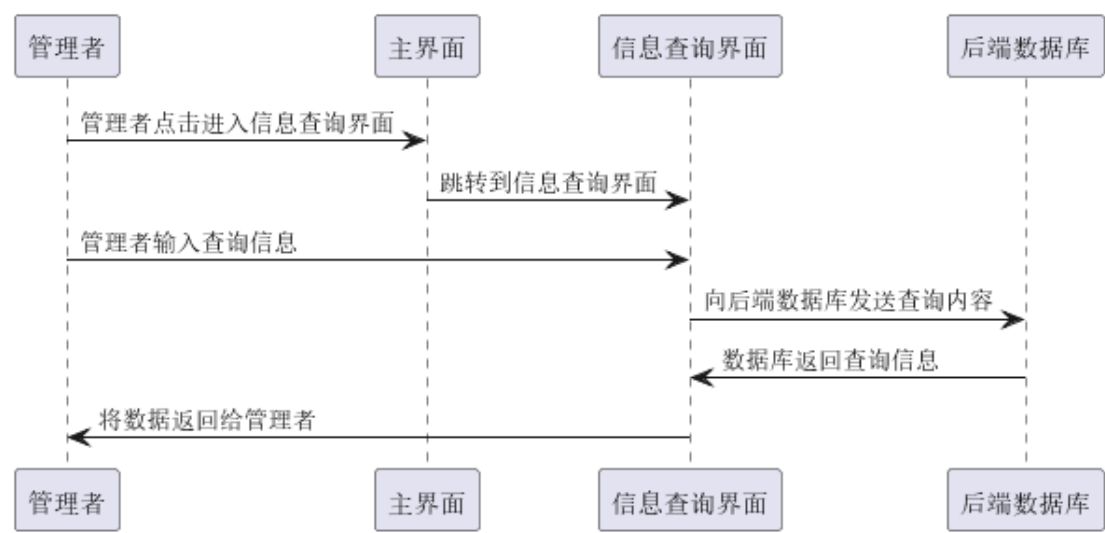 管理者 主界面 信息查询界面 后端数据库
管理者点击进入信息查询界面
跳转到信息查询界面
管理者输入查询信息
向后端数据库发送查询内容
数据库返回查询信息
将数据返回给管理者
管理者 主界面 信息查询界面 后端数据库